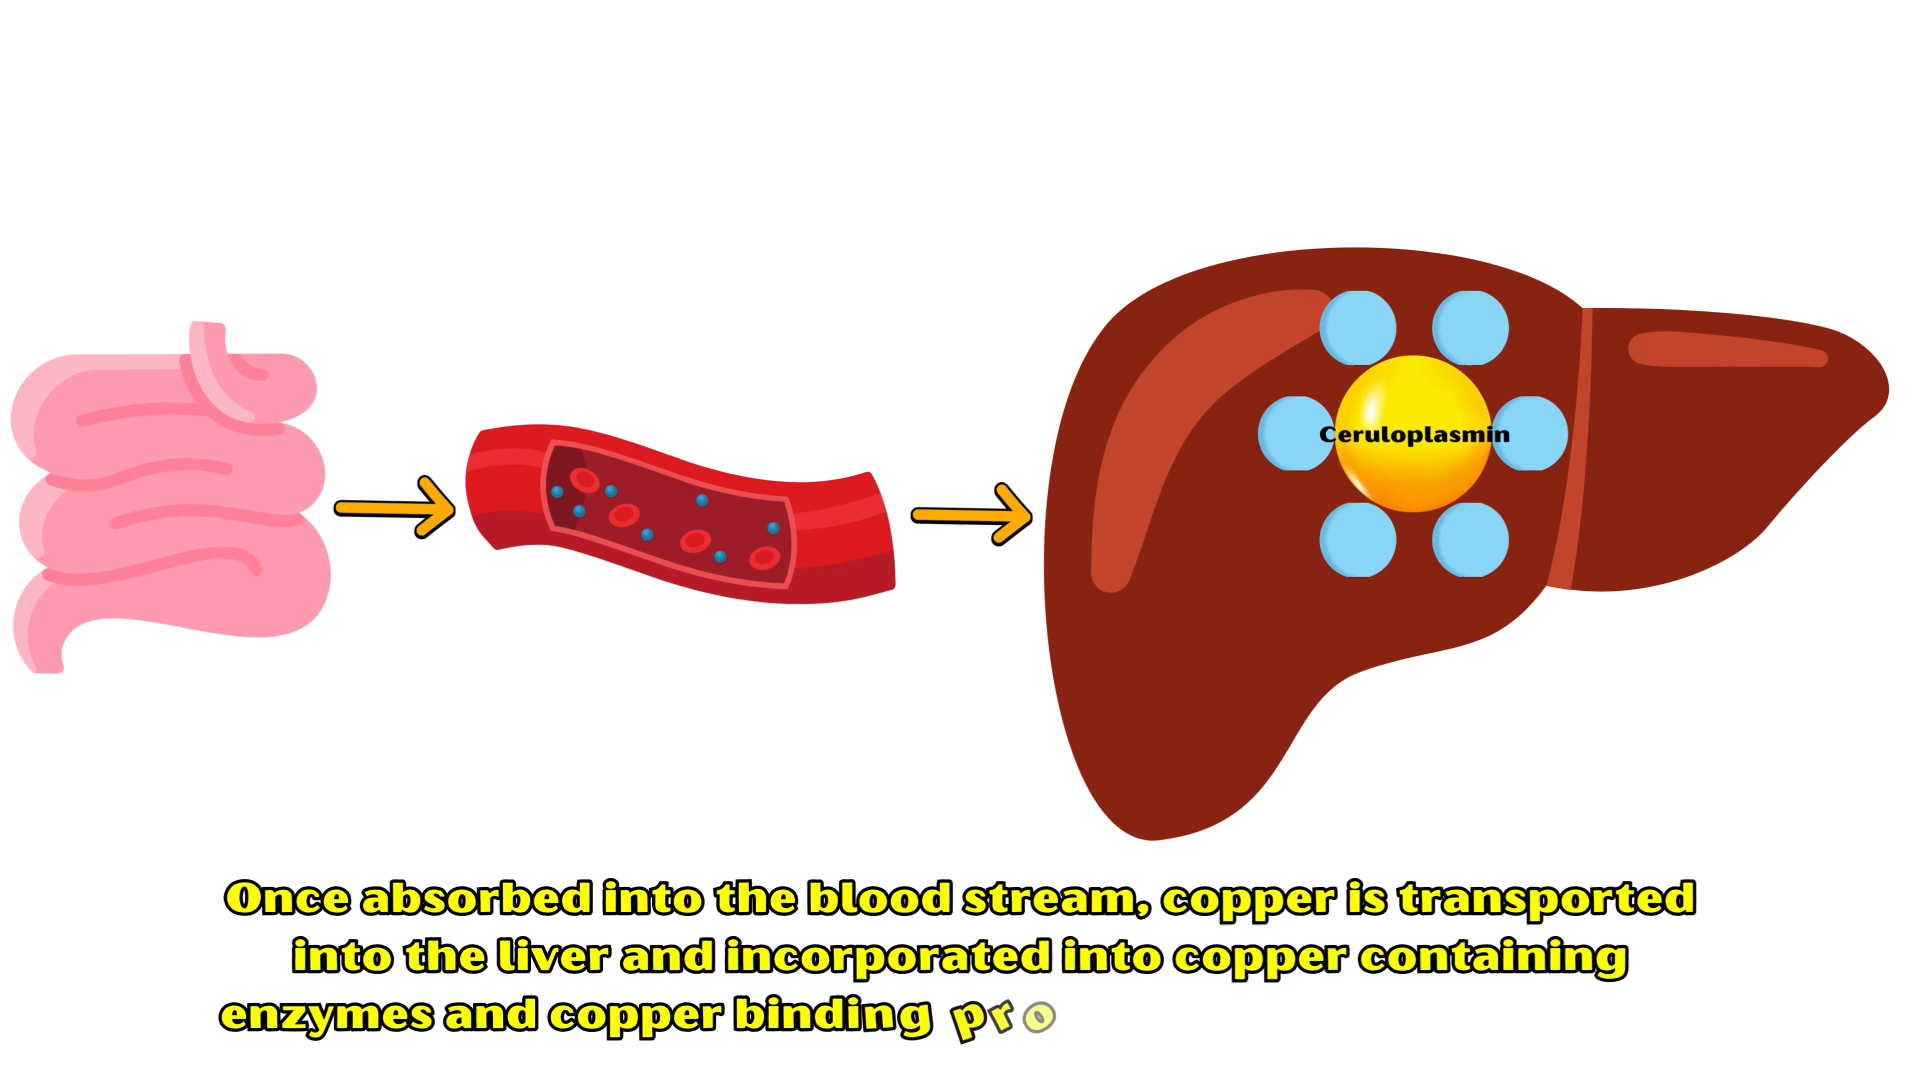 Ceruloplasmin
Once absorbed into the blood stream, copper is transported
into the liver and incorporated into copper containing
enzymes and copper binding pro